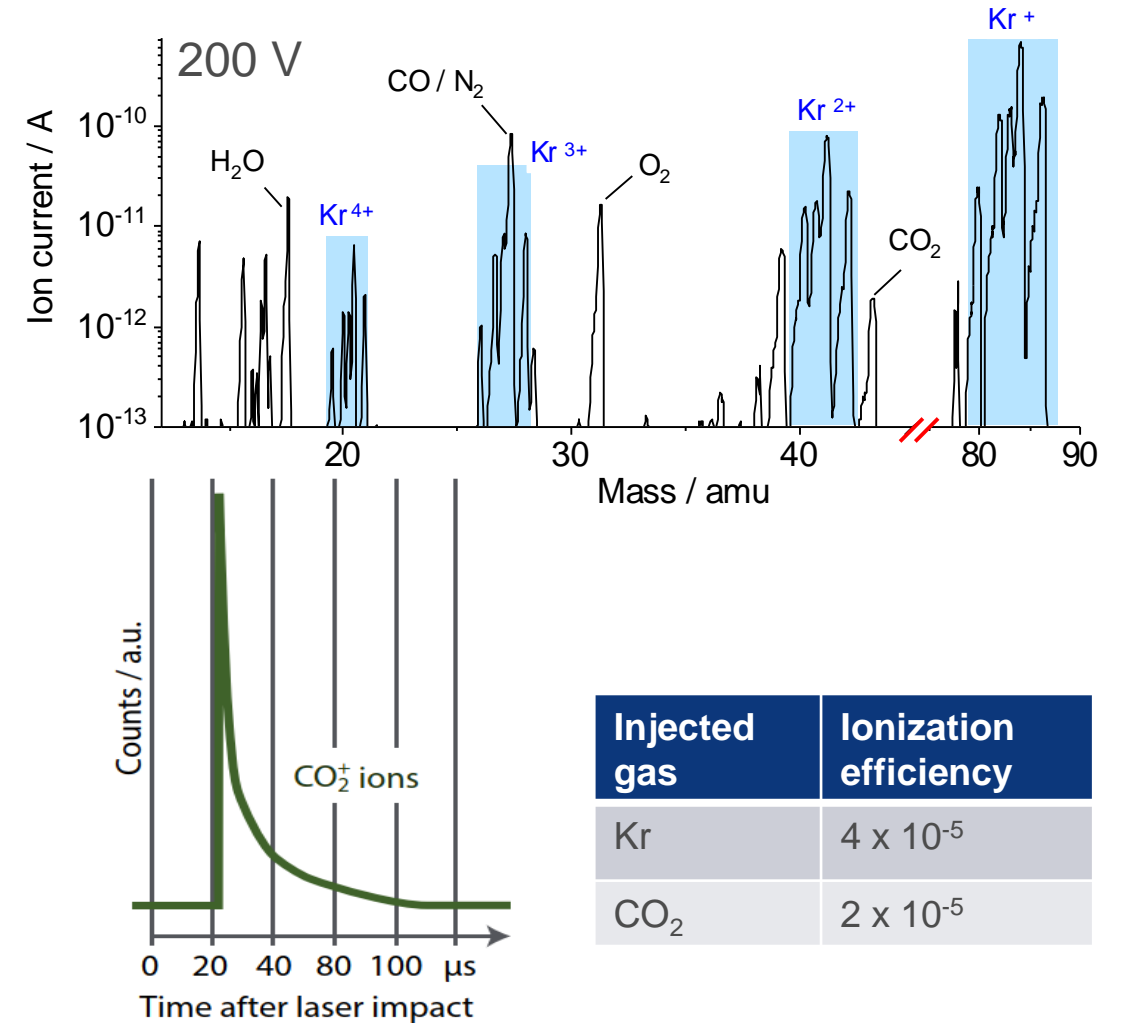 Kr +
200 V
CO / N₂
Kr 2+
Kr 3+
H₂O
O₂
Kr 4+
CO₂
Ion current / A
10⁻¹⁰
10⁻¹¹
10⁻¹²
10⁻¹³
20 30 40 80 90
Mass / amu
Counts / a.u.
CO₂⁺ ions
0 20 40 80 100 µs
Time after laser impact
Injected gas
Ionization efficiency
Kr
4 x 10⁻⁵
CO₂
2 x 10⁻⁵